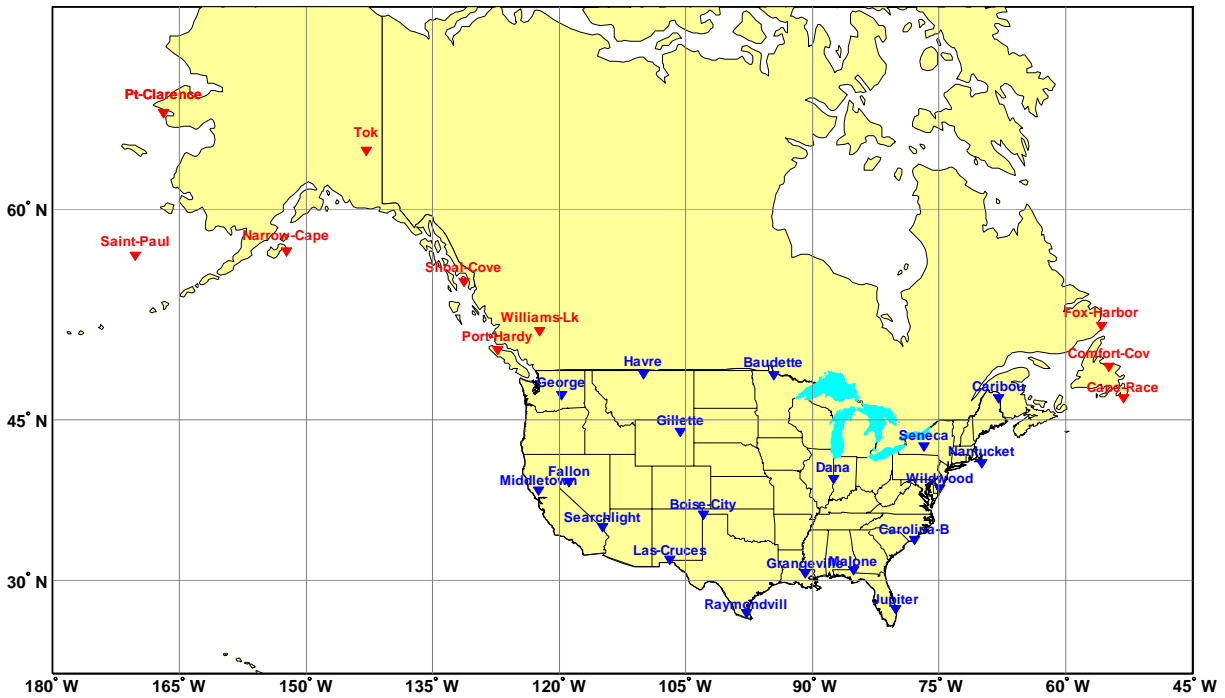 Pt-Clarence
Tok
60° N
Saint-Paul
Narrow-Cape
Shoal-Cove
Williams-Lk
Port-Hardy
Fox-Harbor
Comfort-Cov
Cape-Race
Havre
Baudette
George
Caribou
45° N
Gillette
Seneca
Nantucket
Fallon
Middletown
Dana
Wildwood
Boise-City
Searchlight
Carolina-B
Las-Cruces
Grangeville
Malone
30° N
Raymondvill
Jupiter
180° W 165° W 150° W 135° W 120° W 105° W 90° W 75° W 60° W 45° W